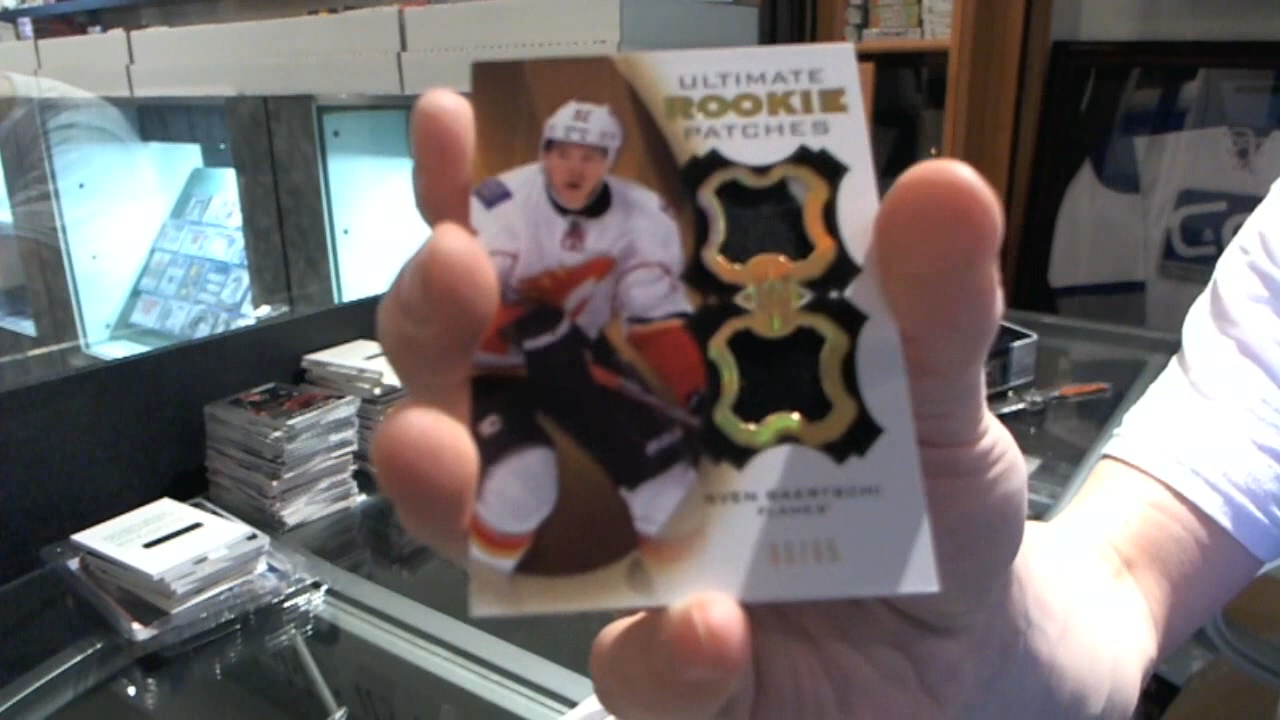 ULTIMATE
ROOKIE
PATCHES
SVEN BAERTSCHI
FLAMES